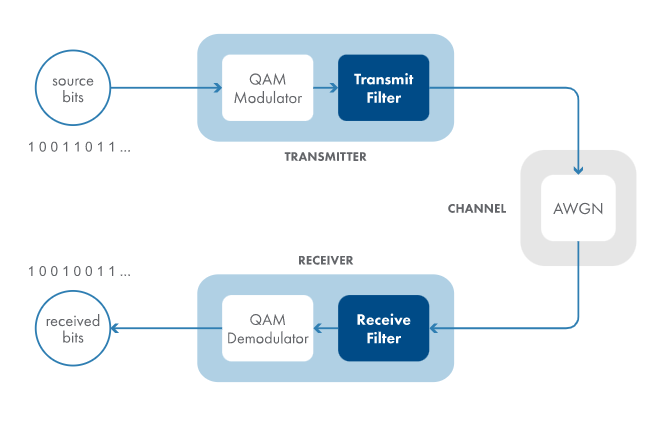 source
bits
QAM
Modulator
Transmit
Filter
1 0 0 1 1 0 1 1 ...
TRANSMITTER
CHANNEL
AWGN
RECEIVER
1 0 0 1 0 0 1 1 ...
received
bits
QAM
Demodulator
Receive
Filter